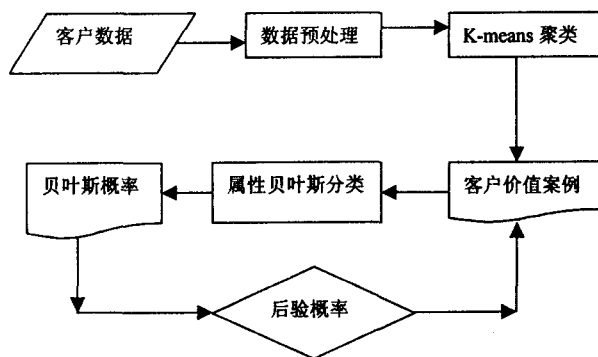 客户数据
数据预处理
K-means 聚类
贝叶斯概率
属性贝叶斯分类
客户价值案例
后验概率